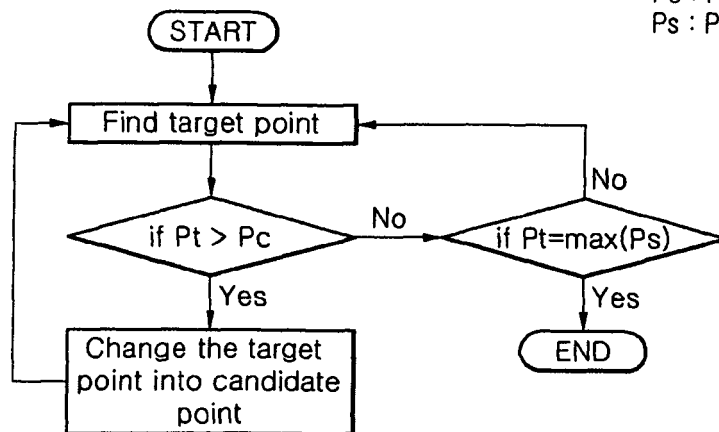 Ps : P
START
Find target point
No
if Pt > Pc
No
if Pt=max(Ps)
Yes
Yes
Change the target
point into candidate
point
END